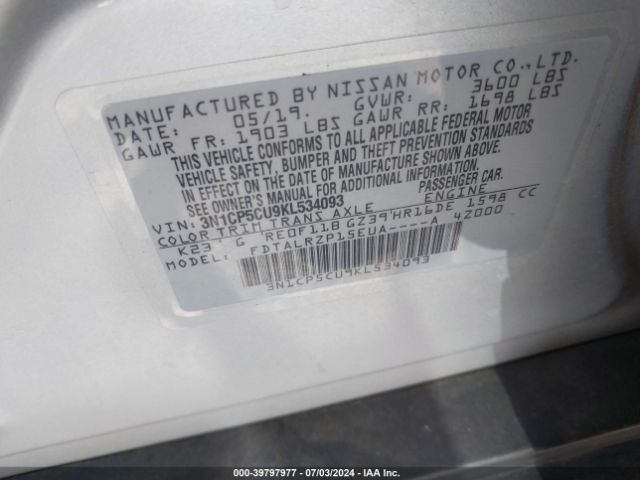 MANUFACTURED BY NISSAN MOTOR CO.,LTD.
DATE: 05/19. GVWR: 3600 LBS
GAWR FR: 1903 LBS GAWR RR: 1698 LBS
THIS VEHICLE CONFORMS TO ALL APPLICABLE FEDERAL MOTOR
VEHICLE SAFETY, BUMPER AND THEFT PREVENTION STANDARDS
IN EFFECT ON THE DATE OF MANUFACTURE SHOWN ABOVE.
SEE OWNER'S MANUAL FOR ADDITIONAL INFORMATION.
VIN: 3N1CP5CU9KL534093 PASSENGER CAR.
COLOR TRIM TRANS AXLE ENGINE
K23 G RE0F11B GZ39 HR16DE 1598 CC
MODEL: FDTALRZP15EUA----A 4Z000
3N1CP5CU9KL534093
000-39797977 - 07/03/2024 - IAA Inc.